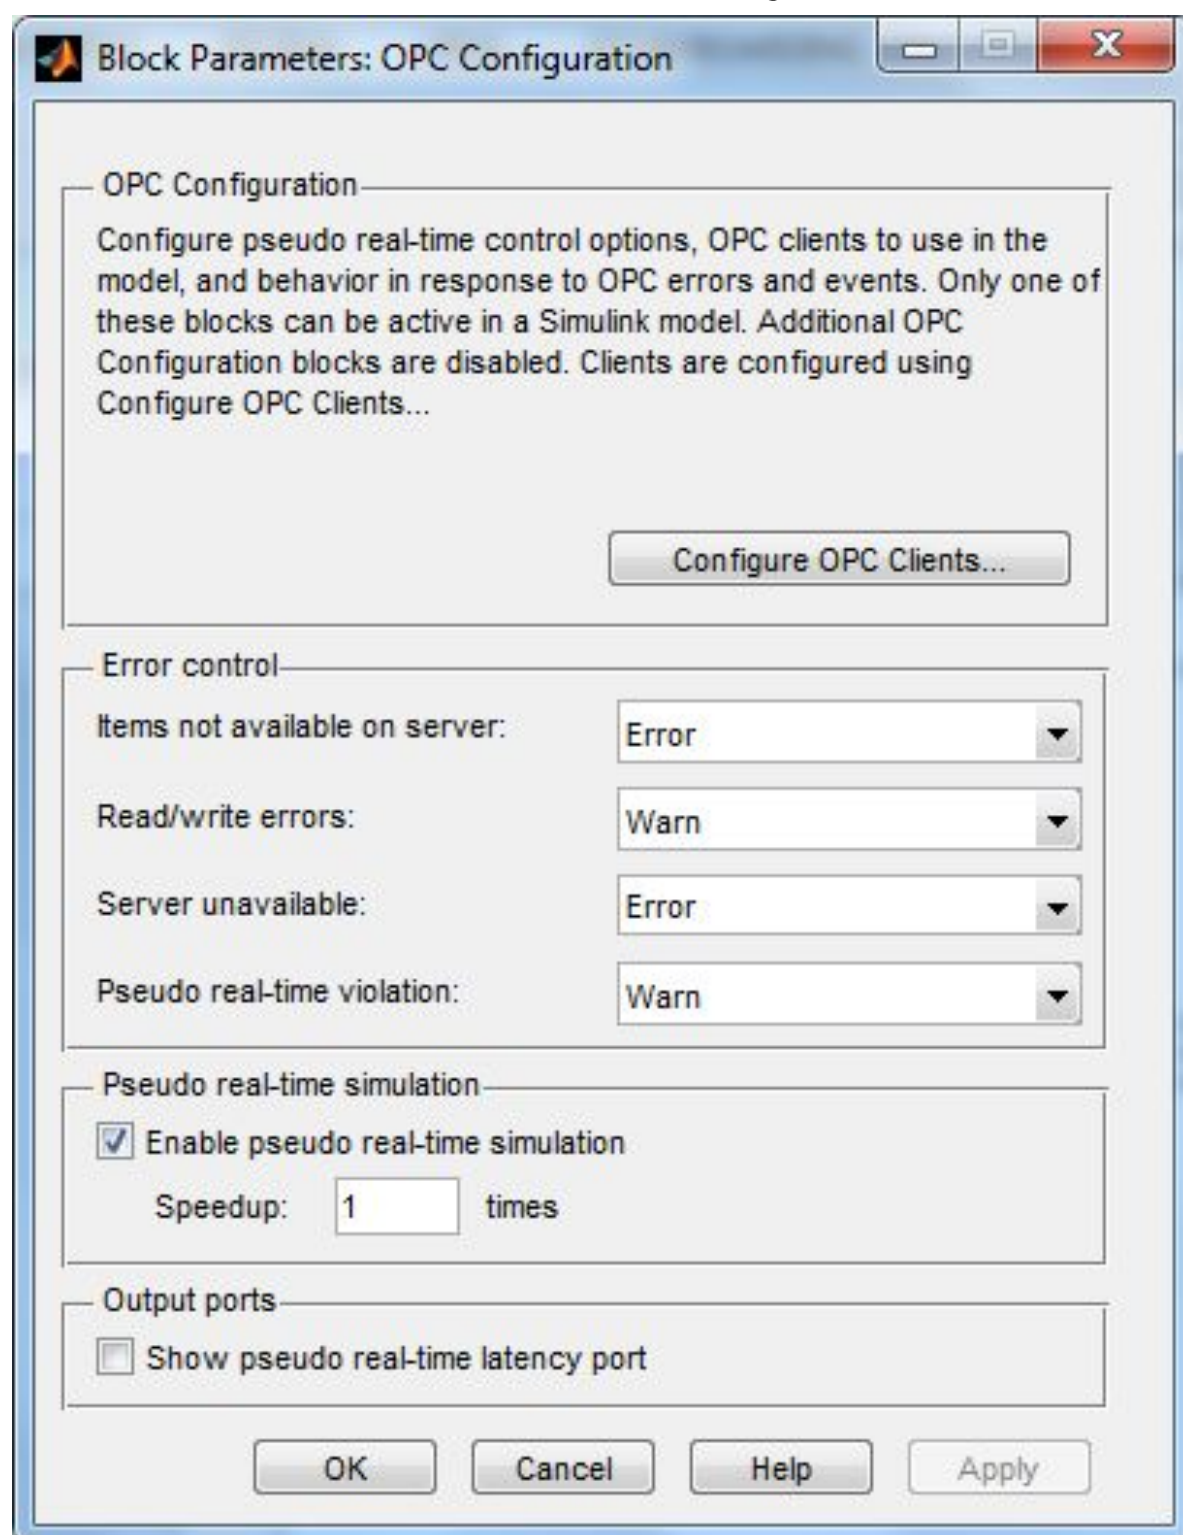 Block Parameters: OPC Configuration
OPC Configuration
Configure pseudo real-time control options, OPC clients to use in the
model, and behavior in response to OPC errors and events. Only one of
these blocks can be active in a Simulink model. Additional OPC
Configuration blocks are disabled. Clients are configured using
Configure OPC Clients...
Configure OPC Clients...
Error control
Items not available on server: Error
Read/write errors: Warn
Server unavailable: Error
Pseudo real-time violation: Warn
Pseudo real-time simulation
Enable pseudo real-time simulation
Speedup: 1 times
Output ports
Show pseudo real-time latency port
OK Cancel Help Apply